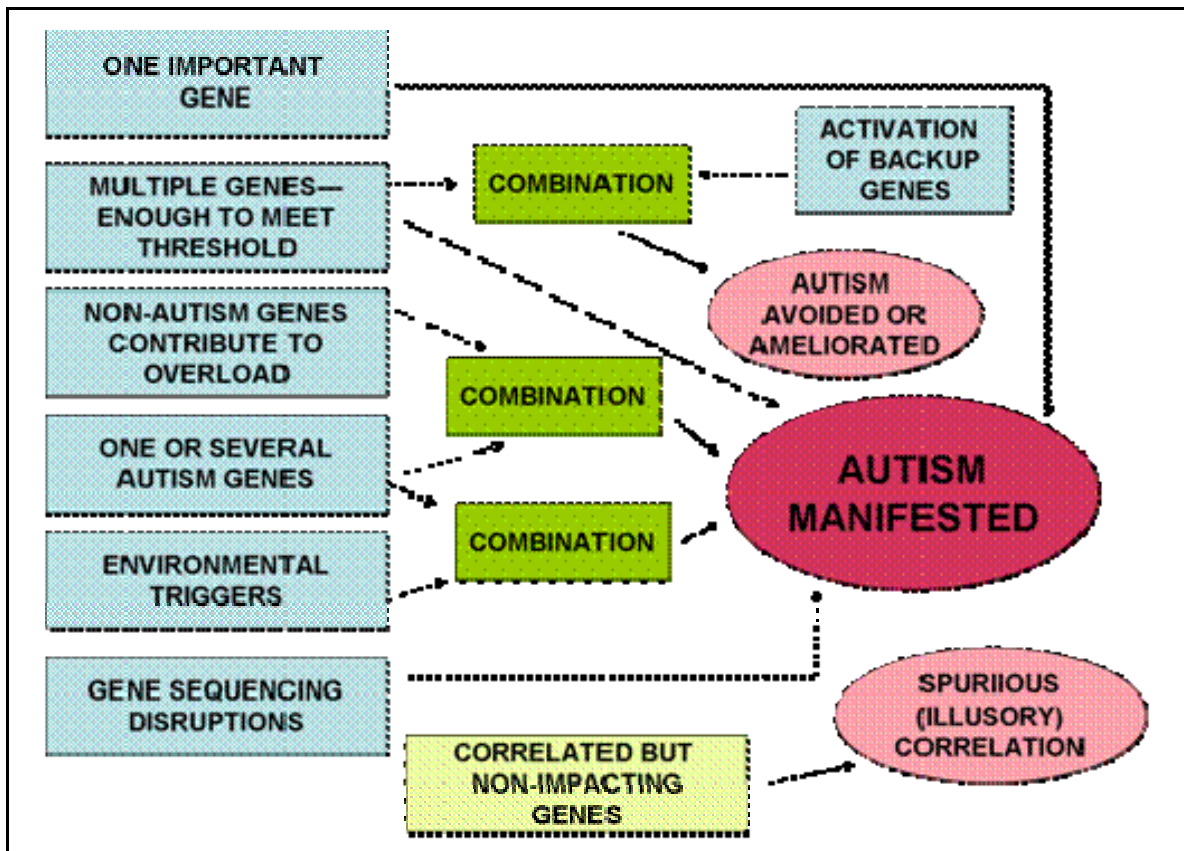 ONE IMPORTANT
GENE
ACTIVATION
OF BACKUP
GENES
COMBINATION
MULTIPLE GENES—
ENOUGH TO MEET
THRESHOLD
AUTISM
AVOIDED OR
AMELIORATED
NON-AUTISM GENES
CONTRIBUTE TO
OVERLOAD
COMBINATION
ONE OR SEVERAL
AUTISM GENES
AUTISM
MANIFESTED
COMBINATION
ENVIRONMENTAL
TRIGGERS
GENE SEQUENCING
DISRUPTIONS
SPURIIOUS
(ILLUSORY)
CORRELATION
CORRELATED BUT
NON-IMPACTING
GENES